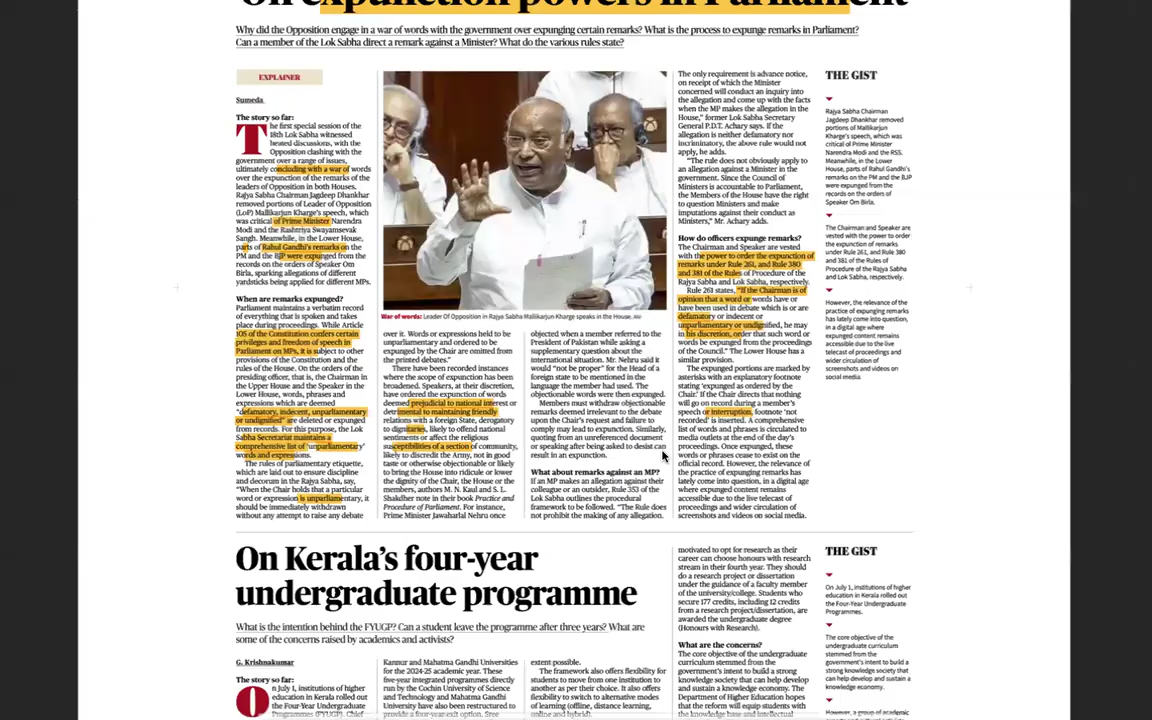 On expunction powers in Parliament
Why did the Opposition engage in a war of words with the government over expunging certain remarks? What is the process to expunge remarks in Parliament?
Can a member of the Lok Sabha direct a remark against a Minister? What do the various rules state?
EXPLAINER
Sumeda
The story so far:
The first special session of the
18th Lok Sabha witnessed
heated discussions, with the
Opposition clashing with the
government over a range of issues,
ultimately concluding with a war of words
over the expunction of the remarks of the
leaders of Opposition in both Houses.
Rajya Sabha Chairman Jagdeep Dhankhar
removed portions of Leader of Opposition
(LoP) Mallikarjun Kharge's speech, which
was critical of Prime Minister Narendra
Modi and the Rashtriya Swayamsevak
Sangh. Meanwhile, in the Lower House,
parts of Rahul Gandhi's remarks on the
PM and the BJP were expunged from the
records on the orders of Speaker Om
Birla, sparking allegations of different
yardsticks being applied for different MPs.
When are remarks expunged?
Parliament maintains a verbatim record
of everything that is spoken and takes
place during proceedings. While Article
105 of the Constitution confers certain
privileges and freedom of speech in
Parliament on MPs, it is subject to other
provisions of the Constitution and the
rules of the House. On the orders of the
presiding officer, that is, the Chairman in
the Upper House and the Speaker in the
Lower House, words, phrases and
expressions which are deemed
"defamatory, indecent, unparliamentary
or undignified" are deleted or expunged
from records. For this purpose, the Lok
Sabha Secretariat maintains a
comprehensive list of 'unparliamentary'
words and expressions.
The rules of parliamentary etiquette,
which are laid out to ensure discipline
and decorum in the Rajya Sabha, say,
"When the Chair holds that a particular
word or expression is unparliamentary, it
should be immediately withdrawn
without any attempt to raise any debate
War of words: Leader Of Opposition in Rajya Sabha Mallikarjun Kharge speaks in the House. ANI
over it. Words or expressions held to be
unparliamentary and ordered to be
expunged by the Chair are omitted from
the printed debates."
There have been recorded instances
where the scope of expunction has been
broadened. Speakers, at their discretion,
have ordered the expunction of words
deemed prejudicial to national interest or
detrimental to maintaining friendly
relations with a foreign State, derogatory
to dignitaries, likely to offend national
sentiments or affect the religious
susceptibilities of a section of community,
likely to discredit the Army, not in good
taste or otherwise objectionable or likely
to bring the House into ridicule or lower
the dignity of the Chair, the House or the
members, authors M. N. Kaul and S. L.
Shakdher note in their book Practice and
Procedure of Parliament. For instance,
Prime Minister Jawaharlal Nehru once
objected when a member referred to the
President of Pakistan while asking a
supplementary question about the
international situation. Mr. Nehru said it
would "not be proper" for the Head of a
foreign state to be mentioned in the
language the member had used. The
objectionable words were then expunged.
Members must withdraw objectionable
remarks deemed irrelevant to the debate
upon the Chair's request and failure to
comply may lead to expunction. Similarly,
quoting from an unreferenced document
or speaking after being asked to desist can
result in an expunction.
What about remarks against an MP?
If an MP makes an allegation against their
colleague or an outsider, Rule 353 of the
Lok Sabha outlines the procedural
framework to be followed. "The Rule does
not prohibit the making of any allegation.
The only requirement is advance notice,
on receipt of which the Minister
concerned will conduct an inquiry into
the allegation and come up with the facts
when the MP makes the allegation in the
House," former Lok Sabha Secretary
General P.D.T. Achary says. If the
allegation is neither defamatory nor
incriminatory, the above rule would not
apply, he adds.
"The rule does not obviously apply to
an allegation against a Minister in the
government. Since the Council of
Ministers is accountable to Parliament,
the Members of the House have the right
to question Ministers and make
imputations against their conduct as
Ministers," Mr. Achary adds.
How do officers expunge remarks?
The Chairman and Speaker are vested
with the power to order the expunction of
remarks under Rule 261, and Rule 380
and 381 of the Rules of Procedure of the
Rajya Sabha and Lok Sabha, respectively.
Rule 261 states, "If the Chairman is of
opinion that a word or words have or
have been used in debate which is or are
defamatory or indecent or
unparliamentary or undignified, he may
in his discretion, order that such word or
words be expunged from the proceedings
of the Council." The Lower House has a
similar provision.
The expunged portions are marked by
asterisks with an explanatory footnote
stating 'expunged as ordered by the
Chair.' If the Chair directs that nothing
will go on record during a member's
speech or interruption, footnote 'not
recorded' is inserted. A comprehensive
list of words and phrases is circulated to
media outlets at the end of the day's
proceedings. Once expunged, these
words or phrases cease to exist on the
official record. However, the relevance of
the practice of expunging remarks has
lately come into question, in a digital age
where expunged content remains
accessible due to the live telecast of
proceedings and wider circulation of
screenshots and videos on social media.
THE GIST
Rajya Sabha Chairman
Jagdeep Dhankhar removed
portions of Mallikarjun
Kharge's speech, which was
critical of Prime Minister
Narendra Modi and the RSS.
Meanwhile, in the Lower
House, parts of Rahul Gandhi's
remarks on the PM and the BJP
were expunged from the
records on the orders of
Speaker Om Birla.
The Chairman and Speaker are
vested with the power to order
the expunction of remarks
under Rule 261, and Rule 380
and 381 of the Rules of
Procedure of the Rajya Sabha
and Lok Sabha, respectively.
However, the relevance of the
practice of expunging remarks
has lately come into question,
in a digital age where
expunged content remains
accessible due to the live
telecast of proceedings and
wider circulation of
screenshots and videos on
social media.
On Kerala's four-year
undergraduate programme
What is the intention behind the FYUGP? Can a student leave the programme after three years? What are
some of the concerns raised by academics and activists?
G. Krishnakumar
The story so far:
On July 1, institutions of higher
education in Kerala rolled out
the Four-Year Undergraduate
Programmes (FYUGP). Chief
Kannur and Mahatma Gandhi Universities
for the 2024-25 academic year. These
five-year integrated programmes directly
run by the Cochin University of Science
and Technology and Mahatma Gandhi
University have also been restructured to
provide a four-year exit option. Sree
extent possible.
The framework also offers flexibility for
students to move from one institution to
another as per their choice. It also offers
flexibility to switch to alternative modes
of learning (offline, distance learning,
online and hybrid).
motivated to opt for research as their
career can choose honours with research
stream in their fourth year. They should
do a research project or dissertation
under the guidance of a faculty member
of the university/college. Students who
secure 177 credits, including 12 credits
from a research project/dissertation, are
awarded the undergraduate degree
(Honours with Research).
What are the concerns?
The core objective of the undergraduate
curriculum stemmed from the
government's intent to build a strong
knowledge society that can help develop
and sustain a knowledge economy. The
Department of Higher Education hopes
that the reform will equip students with
the knowledge base and intellectual
THE GIST
On July 1, institutions of higher
education in Kerala rolled out
the Four-Year Undergraduate
Programmes.
The core objective of the
undergraduate curriculum
stemmed from the
government's intent to build a
strong knowledge society that
can help develop and sustain a
knowledge economy.
However, a group of academic